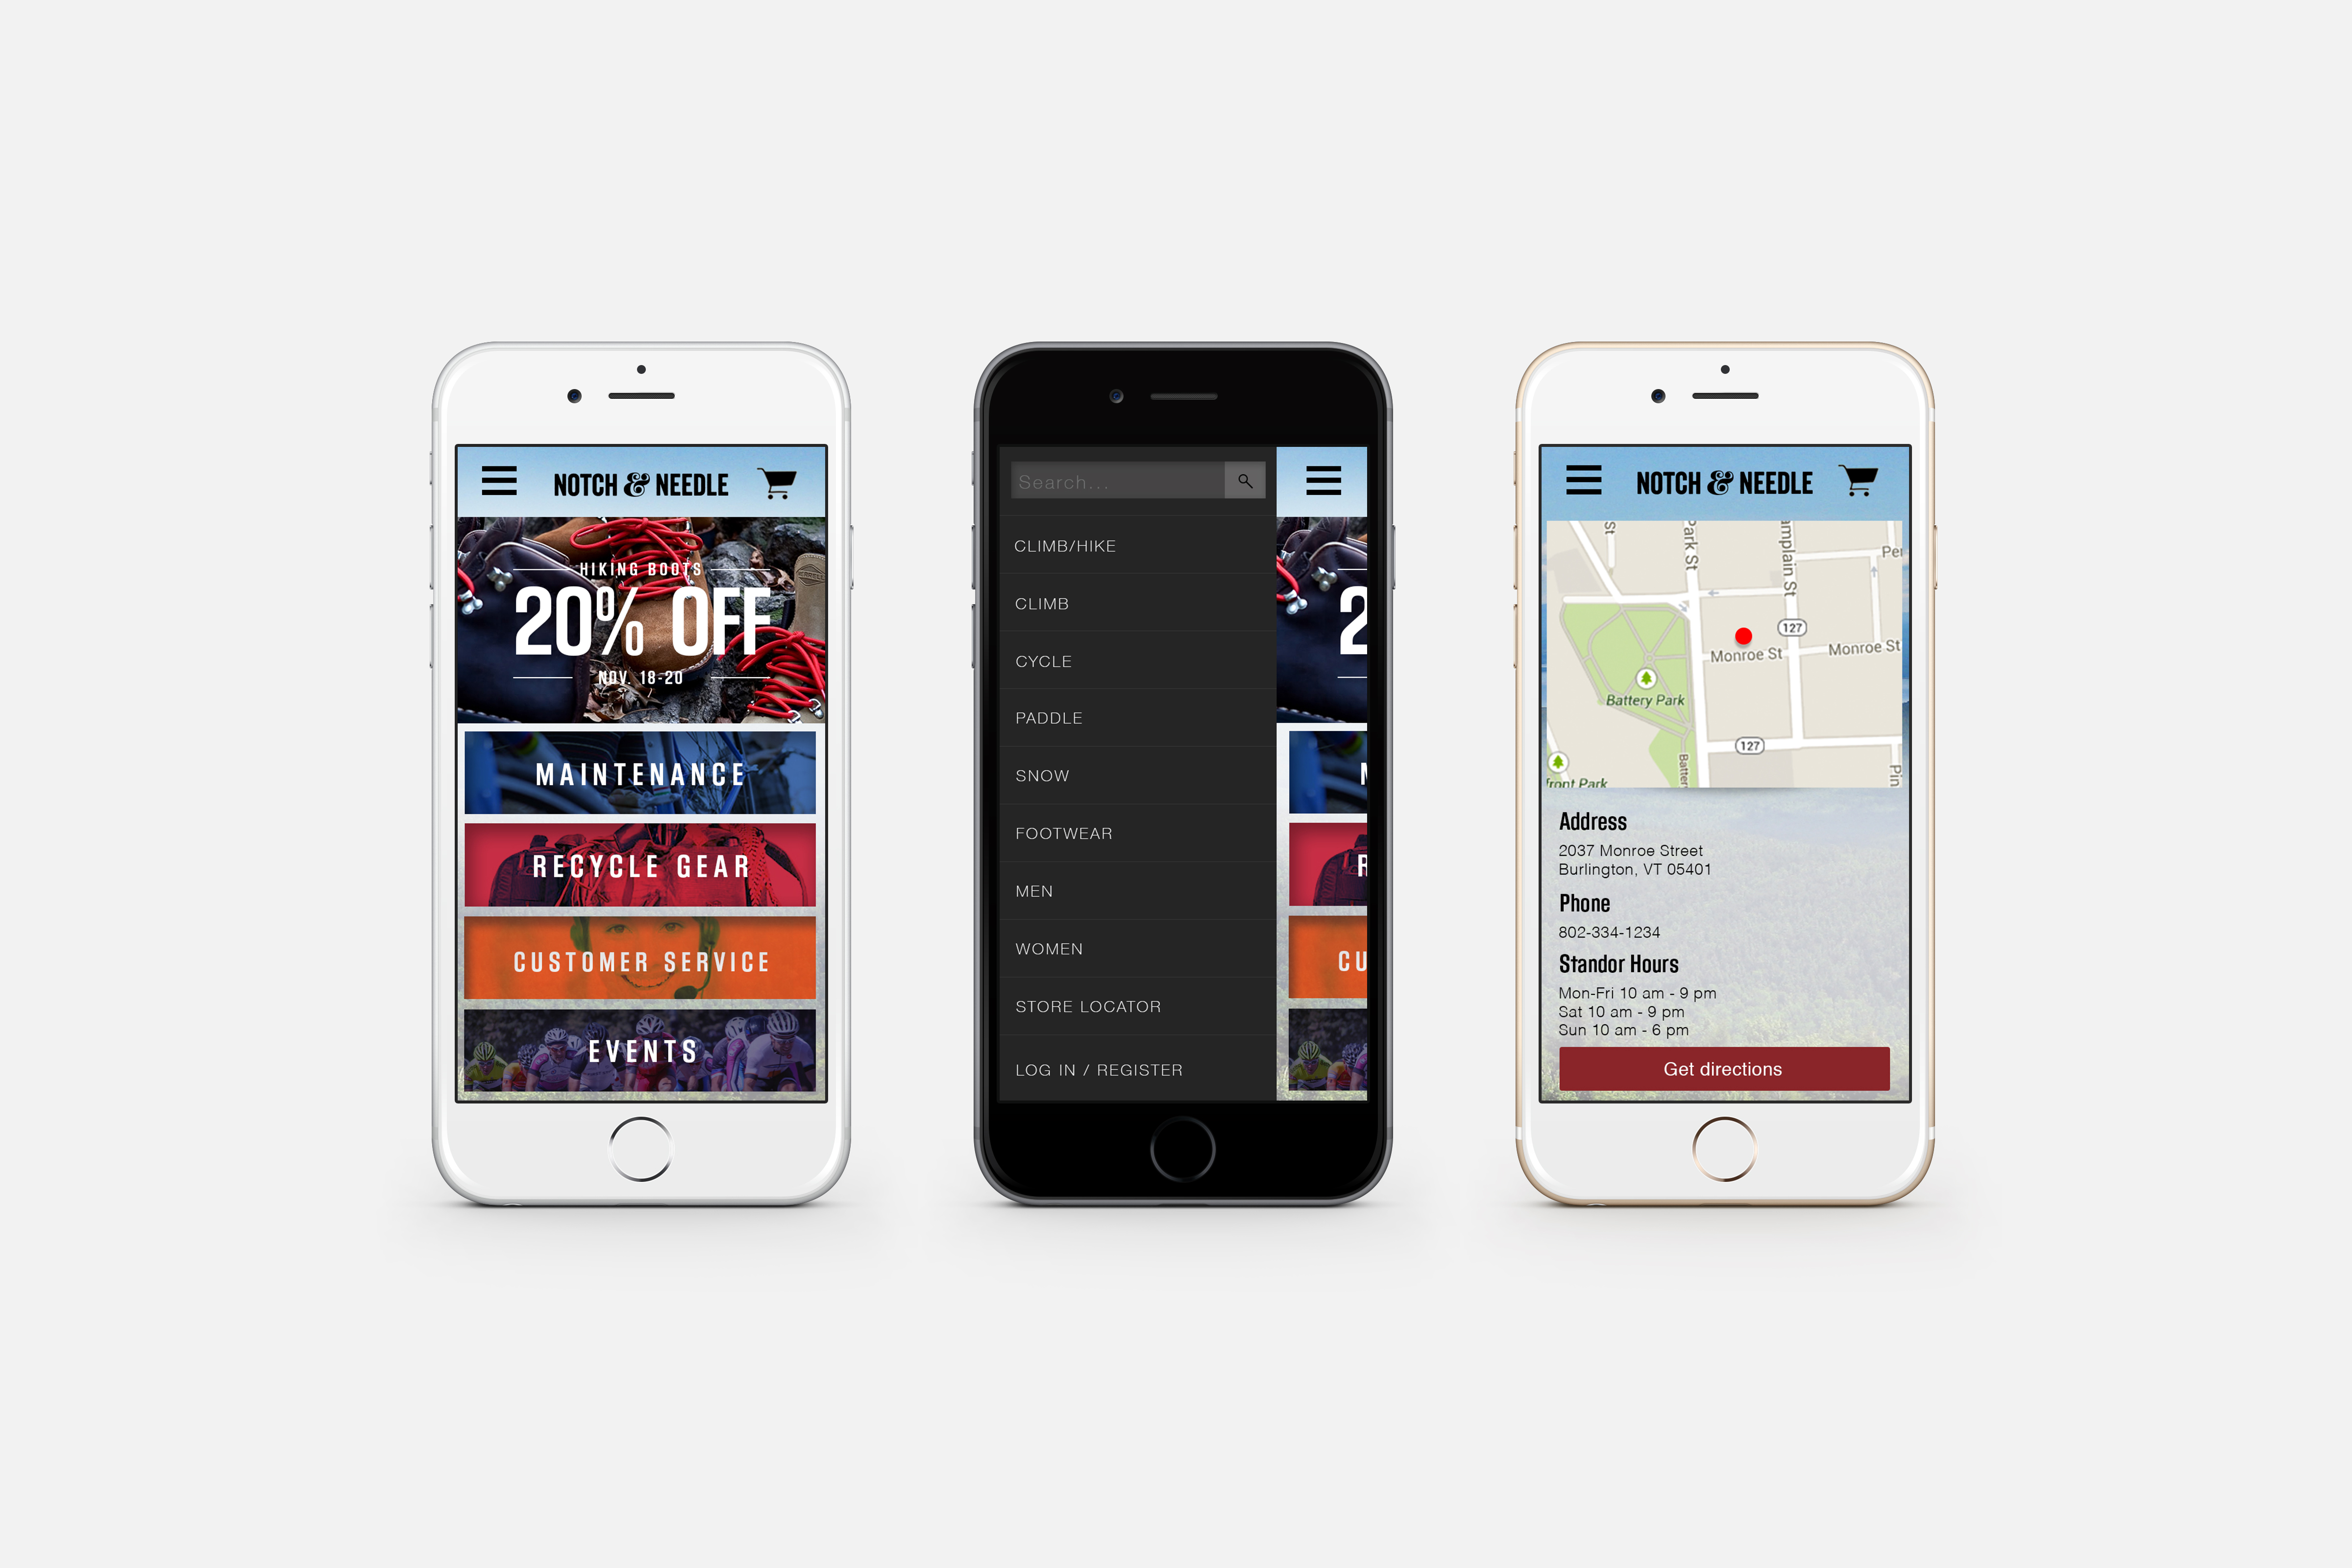 NOTCH & NEEDLE
HIKING BOOTS
20% OFF
NOV. 18-20
MAINTENANCE
RECYCLE GEAR
CUSTOMER SERVICE
EVENTS
Search...
CLIMB/HIKE
CLIMB
CYCLE
PADDLE
SNOW
FOOTWEAR
MEN
WOMEN
STORE LOCATOR
LOG IN / REGISTER
2
R
CU
NOTCH & NEEDLE
St
Park St
amplain St
Per
127
Monroe St
Monroe St
Battery Park
127
front Park
Batter
Pin
Address
2037 Monroe Street
Burlington, VT 05401
Phone
802-334-1234
Standor Hours
Mon-Fri 10 am - 9 pm
Sat 10 am - 9 pm
Sun 10 am - 6 pm
Get directions